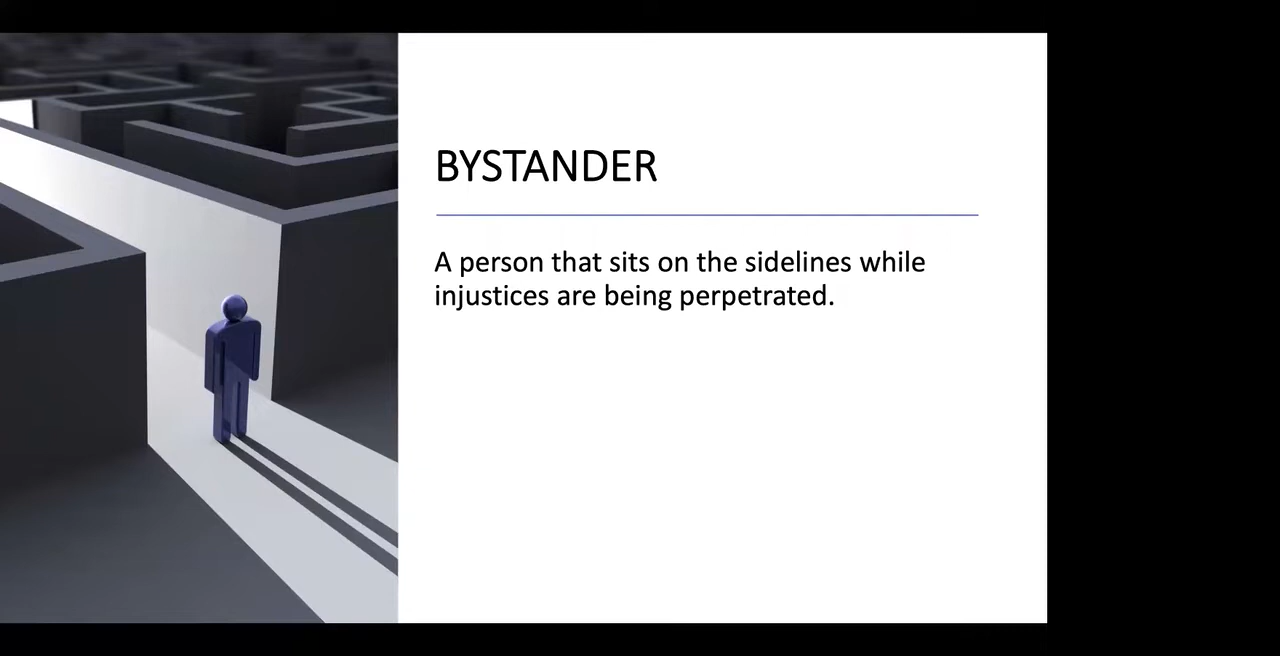 BYSTANDER
A person that sits on the sidelines while
injustices are being perpetrated.